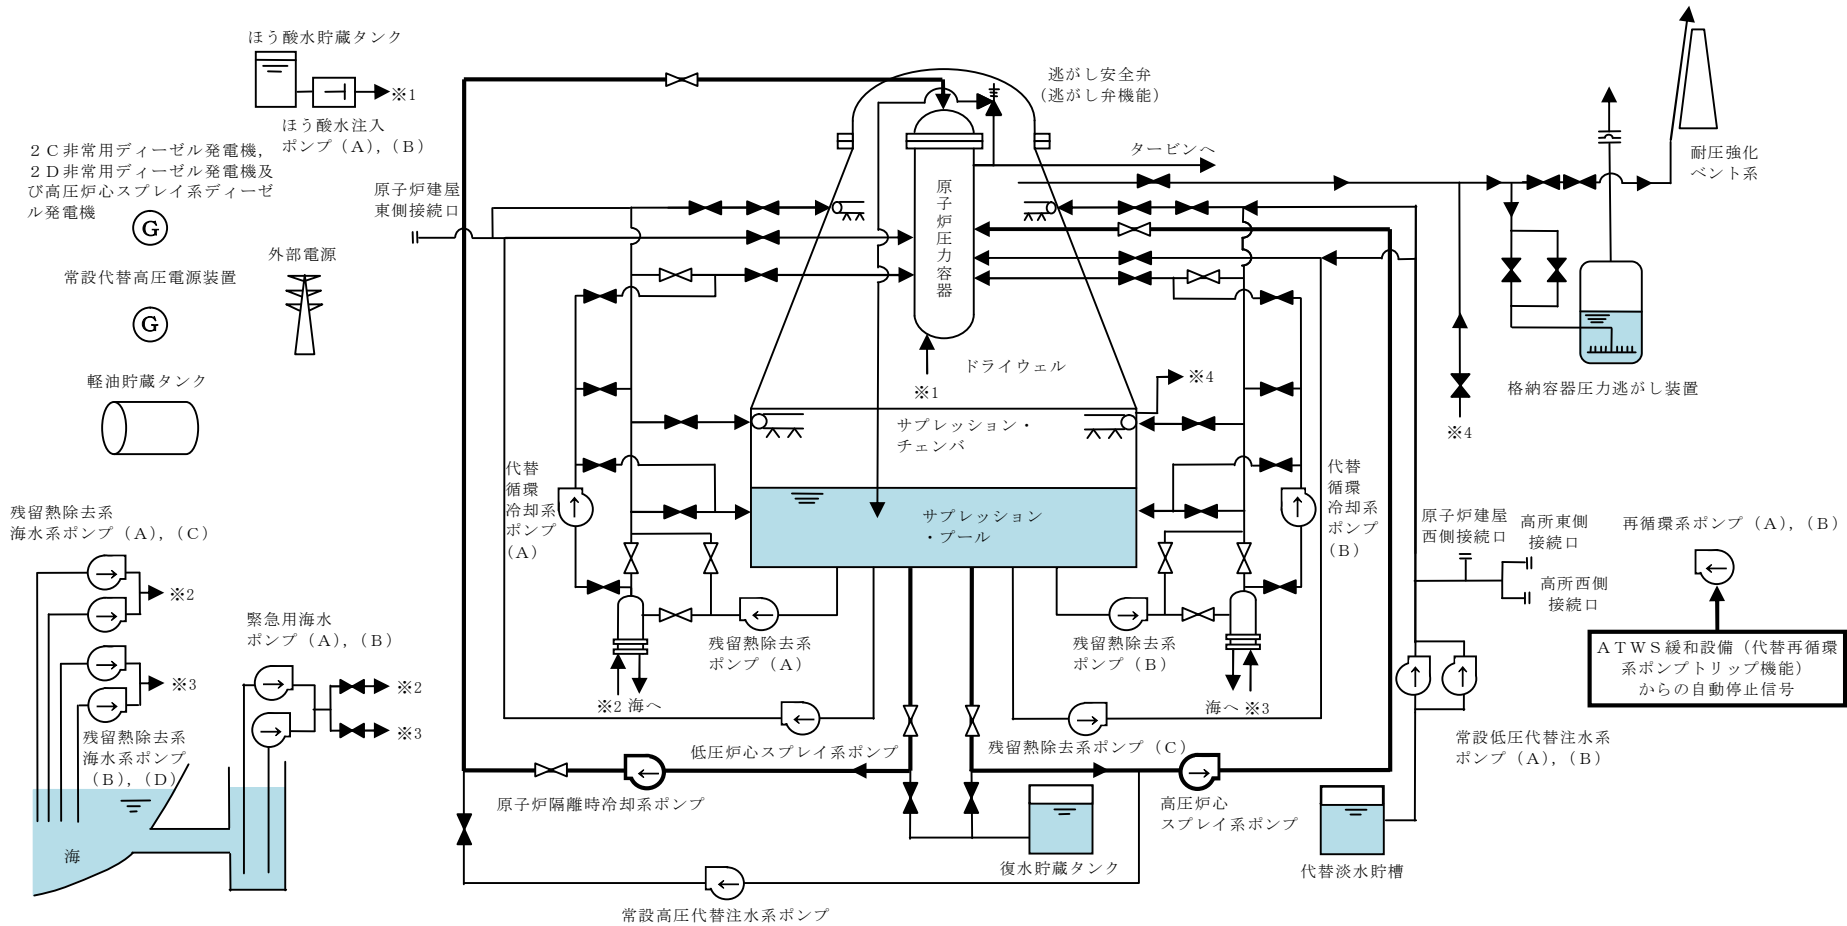 ほう酸水貯蔵タンク
※1
ほう酸水注入
ポンプ（A），（B）
２Ｃ非常用ディーゼル発電機，
２Ｄ非常用ディーゼル発電機及
び高圧炉心スプレイ系ディーゼ
ル発電機
G
外部電源
常設代替高圧電源装置
G
軽油貯蔵タンク
残留熱除去系
海水系ポンプ（A），（C）
※2
※3
残留熱除去系
海水系ポンプ
（B），（D）
海
緊急用海水
ポンプ（A），（B）
※2
※3
原子炉建屋
東側接続口
逃がし安全弁
（逃がし弁機能）
タービンへ
原子炉圧力容器
※1
ドライウェル
※4
サプレッション・
チェンバ
サプレッション
・プール
代替
循環
冷却系
ポンプ
（A）
代替
循環
冷却系
ポンプ
（B）
残留熱除去系
ポンプ（A）
残留熱除去系
ポンプ（B）
※2 海へ
海へ ※3
低圧炉心スプレイ系ポンプ
残留熱除去系ポンプ（C）
原子炉隔離時冷却系ポンプ
高圧炉心
スプレイ系ポンプ
復水貯蔵タンク
常設高圧代替注水系ポンプ
耐圧強化
ベント系
格納容器圧力逃がし装置
※4
原子炉建屋
西側接続口
高所東側
接続口
高所西側
接続口
再循環系ポンプ（A），（B）
ＡＴＷＳ緩和設備（代替再循環
系ポンプトリップ機能）
からの自動停止信号
常設低圧代替注水系
ポンプ（A），（B）
代替淡水貯槽